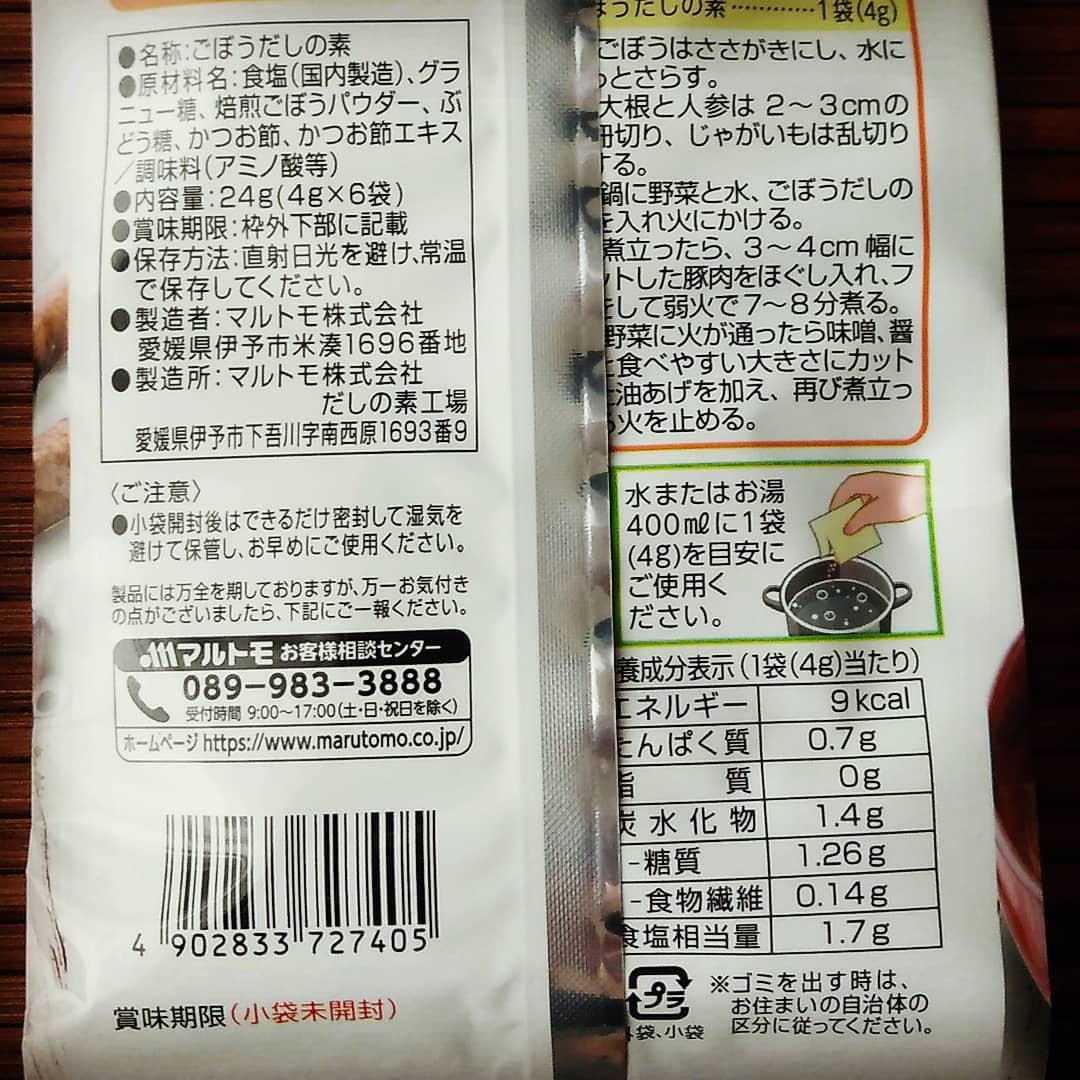 ●名称:ごぼうだしの素
●原材料名:食塩(国内製造)、グラ
ニュー糖、焙煎ごぼうパウダー、ぶ
どう糖、かつお節、かつお節エキス
/調味料(アミノ酸等)
●内容量:24g(4g×6袋)
●賞味期限:枠外下部に記載
●保存方法:直射日光を避け、常温
で保存してください。
●製造者:マルトモ株式会社
愛媛県伊予市米湊1696番地
●製造所:マルトモ株式会社
だしの素工場
愛媛県伊予市下吾川字南西原1693番9
〈ご注意〉
●小袋開封後はできるだけ密封して湿気を
避けて保管し、お早めにご使用ください。
製品には万全を期しておりますが、万一お気付き
の点がございましたら、下記にご一報ください。
マルトモ お客様相談センター
089-983-3888
受付時間 9:00~17:00(土・日・祝日を除く)
ホームページ https://www.marutomo.co.jp/
4 902833 727405
賞味期限(小袋未開封)
うだしの素…………1袋(4g)
ごぼうはささがきにし、水に
っとさらす。
大根と人参は2~3cmの
冊切り、じゃがいもは乱切り
する。
鍋に野菜と水、ごぼうだしの
を入れ火にかける。
煮立ったら、3~4cm幅に
ットした豚肉をほぐし入れ、フ
をして弱火で7~8分煮る。
野菜に火が通ったら味噌、醤
と食べやすい大きさにカット
油あげを加え、再び煮立っ
火を止める。
水またはお湯
400mlに1袋
(4g)を目安に
ご使用く
ださい。
養成分表示(1袋(4g)当たり)
エネルギー 9kcal
たんぱく質 0.7g
脂質 0g
炭水化物 1.4g
-糖質 1.26g
-食物繊維 0.14g
食塩相当量 1.7g
プラ
外袋、小袋
※ゴミを出す時は、
お住まいの自治体の
区分に従ってください。